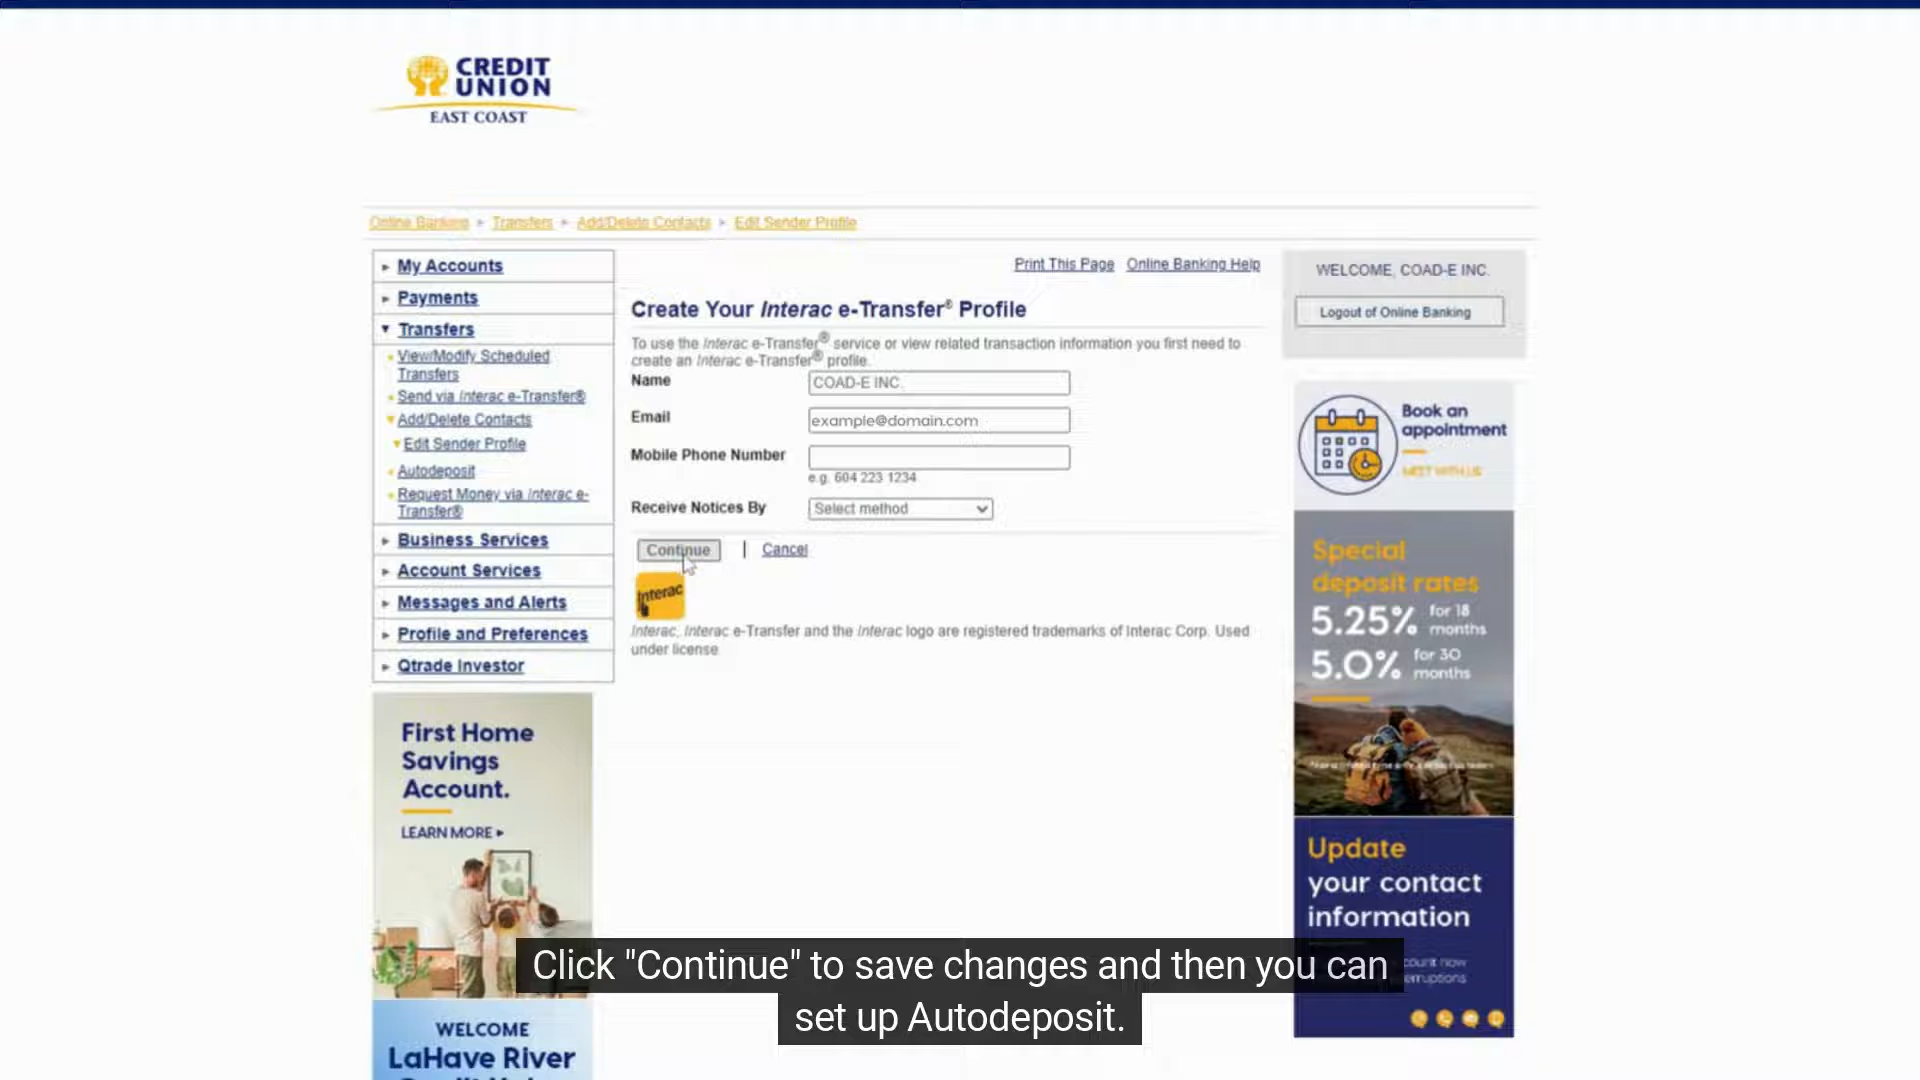 CREDIT
UNION
EAST COAST
Online Banking ▸ Transfers ▸ Add/Delete Contacts ▸ Edit Sender Profile
My Accounts
Payments
Transfers
View/Modify Scheduled
Transfers
Send via Interac e-Transfer®
Add/Delete Contacts
Edit Sender Profile
Autodeposit
Request Money via Interac e-
Transfer®
Business Services
Account Services
Messages and Alerts
Profile and Preferences
Qtrade Investor
First Home
Savings
Account.
LEARN MORE ▸
WELCOME
LaHave River
Print This Page Online Banking Help
Create Your Interac e-Transfer® Profile
To use the Interac e-Transfer® service or view related transaction information you first need to
create an Interac e-Transfer® profile.
Name COAD-E INC.
Email example@domain.com
Mobile Phone Number
e.g. 604 223 1234
Receive Notices By Select method
Continue | Cancel
Interac
Interac, Interac e-Transfer and the Interac logo are registered trademarks of Interac Corp. Used
under license
WELCOME, COAD-E INC.
Logout of Online Banking
Book an
appointment
MEET WITH US
Special
deposit rates
5.25% for 18
months
5.0% for 30
months
Update
your contact
information
count now
erruptions
Click "Continue" to save changes and then you can
set up Autodeposit.